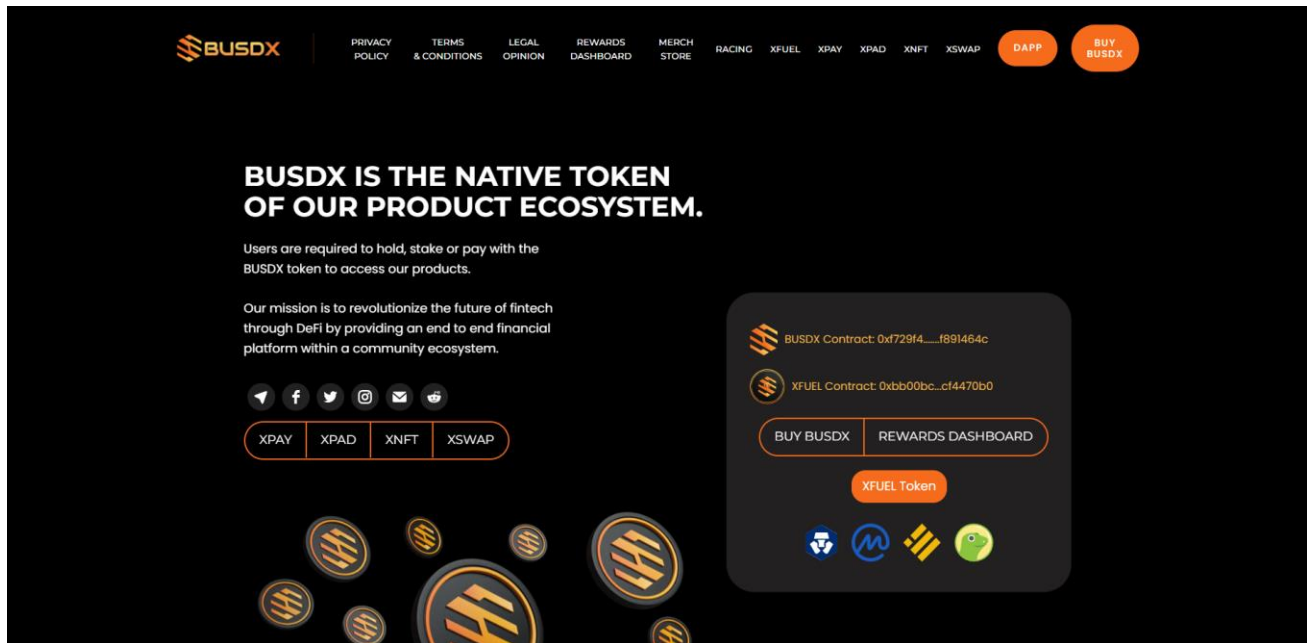 BUSDX
PRIVACY
POLICY
TERMS
& CONDITIONS
LEGAL
OPINION
REWARDS
DASHBOARD
MERCH
STORE
RACING
XFUEL
XPAY
XPAD
XNFT
XSWAP
DAPP
BUY
BUSDX
BUSDX IS THE NATIVE TOKEN
OF OUR PRODUCT ECOSYSTEM.
Users are required to hold, stake or pay with the
BUSDX token to access our products.
Our mission is to revolutionize the future of fintech
through DeFi by providing an end to end financial
platform within a community ecosystem.
XPAY
XPAD
XNFT
XSWAP
BUSDX Contract: 0xf729f4.......f891464c
XFUEL Contract: 0xbb00bc...cf4470b0
BUY BUSDX
REWARDS DASHBOARD
XFUEL Token